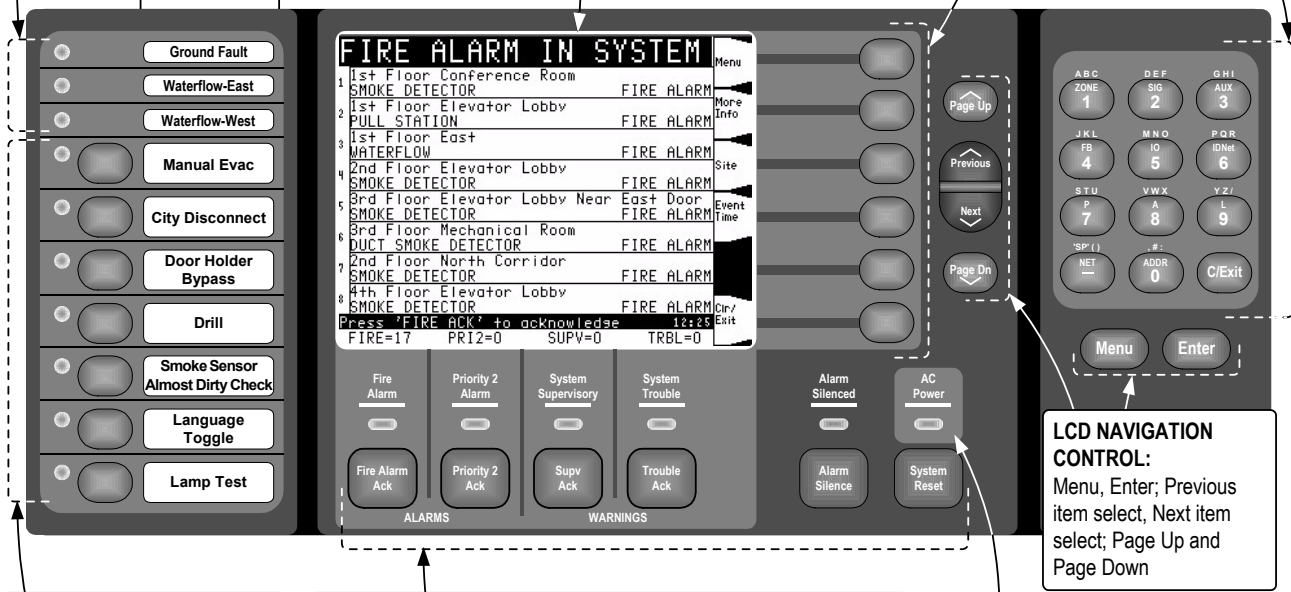 Ground Fault
Waterflow-East
Waterflow-West
Manual Evac
City Disconnect
Door Holder
Bypass
Drill
Smoke Sensor
Almost Dirty Check
Language
Toggle
Lamp Test
FIRE ALARM IN SYSTEM
1 1st Floor Conference Room
SMOKE DETECTOR FIRE ALARM
2 1st Floor Elevator Lobby
PULL STATION FIRE ALARM
3 1st Floor East
WATERFLOW FIRE ALARM
4 2nd Floor Elevator Lobby
SMOKE DETECTOR FIRE ALARM
5 3rd Floor Elevator Lobby Near East Door
SMOKE DETECTOR FIRE ALARM
6 3rd Floor Mechanical Room
DUCT SMOKE DETECTOR FIRE ALARM
7 2nd Floor North Corridor
SMOKE DETECTOR FIRE ALARM
8 4th Floor Elevator Lobby
SMOKE DETECTOR FIRE ALARM
Press 'FIRE ACK' to acknowledge 12:25
FIRE=17 PRI2=0 SUPV=0 TRBL=0
Menu
More
Info
Site
Event
Time
Clr/
Exit
Fire
Alarm
Priority 2
Alarm
System
Supervisory
System
Trouble
Alarm
Silenced
AC
Power
Fire Alarm
Ack
Priority 2
Ack
Supv
Ack
Trouble
Ack
Alarm
Silence
System
Reset
ALARMS
WARNINGS
Page Up
Previous
Next
Page Dn
ABC
ZONE
1
DEF
SIG
2
GHI
AUX
3
JKL
FB
4
MNO
IO
5
PQR
IDNet
6
STU
P
7
VWX
A
8
YZ/
L
9
'SP' ( )
NET
—
, # :
ADDR
0
C/Exit
Menu
Enter
LCD NAVIGATION
CONTROL:
Menu, Enter; Previous
item select, Next item
select; Page Up and
Page Down